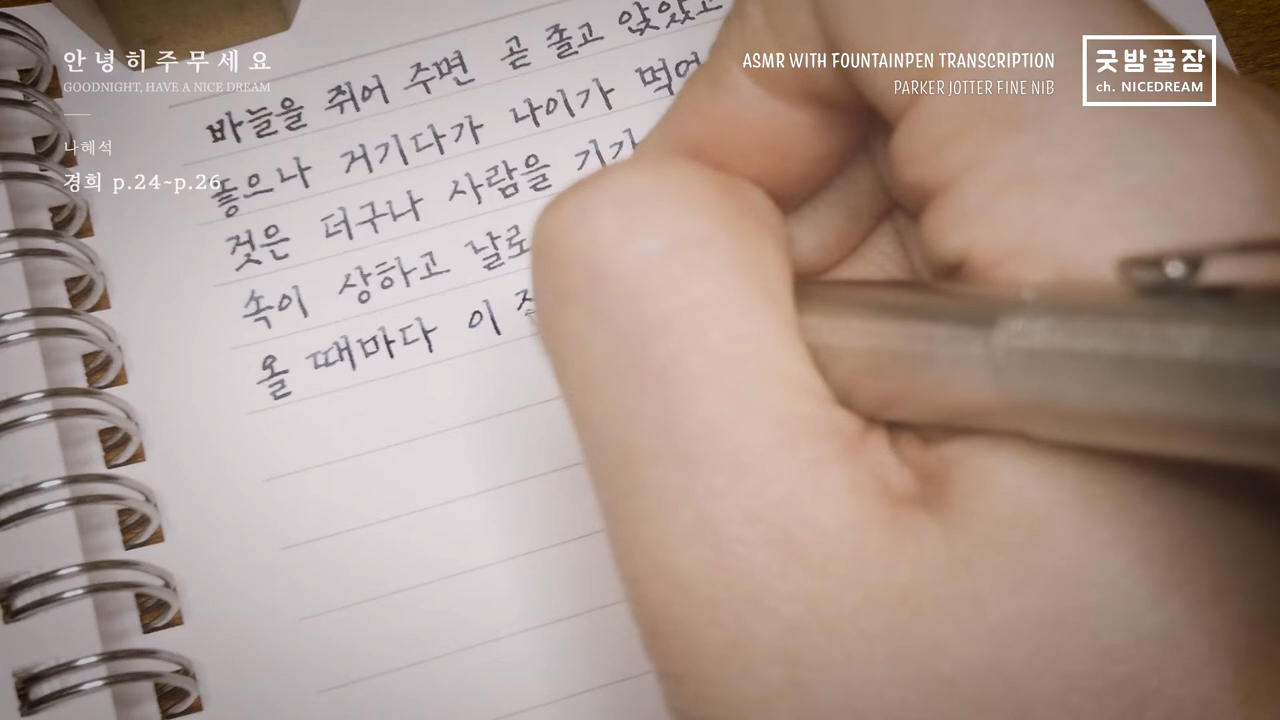 안녕히주무세요
GOODNIGHT, HAVE A NICE DREAM
나혜석
경희 p.24~p.26
ASMR WITH FOUNTAINPEN TRANSCRIPTION
PARKER JOTTER FINE NIB
굿밤꿀잠
ch. NICEDREAM
바늘을 쥐어 주면 곧 졸고 앉았고
놓으나 거기다가 나이가 먹어
것은 더구나 사람을 기가
속이 상하고 날로
올 때마다 이